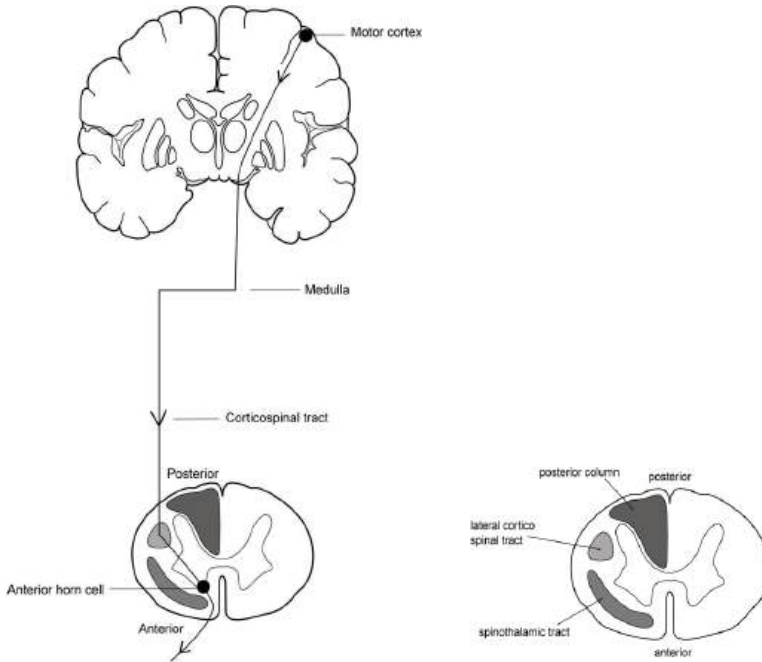 Motor cortex
Medulla
Corticospinal tract
Posterior
Anterior horn cell
Anterior
posterior column
posterior
lateral cortico
spinal tract
spinothalamic tract
anterior